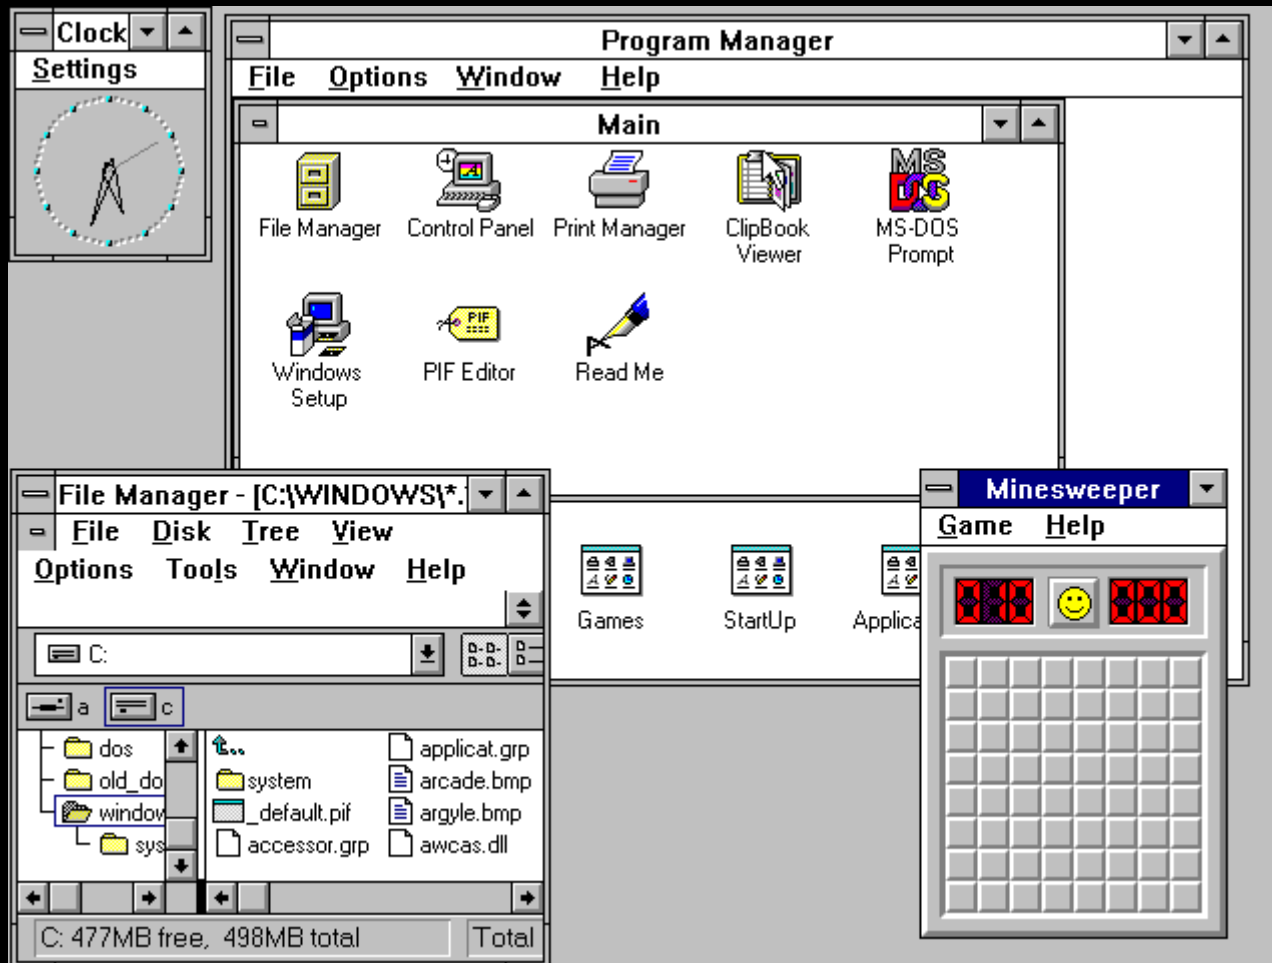 Clock
Settings
Program Manager
File Options Window Help
Main
File Manager
Control Panel
Print Manager
ClipBook
Viewer
MS-DOS
Prompt
MS
DOS
Windows
Setup
PIF
PIF Editor
Read Me
File Manager - [C:\WINDOWS\*.
File Disk Tree View
Options Tools Window Help
C:
a
c
dos
old_do
window
sys
..
system
_default.pif
accessor.grp
applicat.grp
arcade.bmp
argyle.bmp
awcas.dll
C: 477MB free, 498MB total
Total
Games
StartUp
Applica
Minesweeper
Game Help